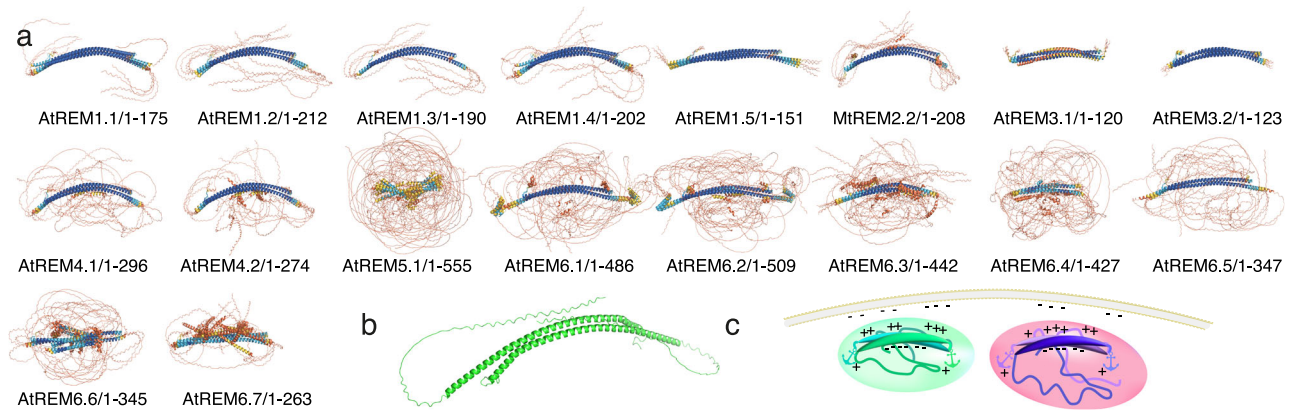 a
AtREM1.1/1-175 AtREM1.2/1-212 AtREM1.3/1-190 AtREM1.4/1-202 AtREM1.5/1-151 MtREM2.2/1-208 AtREM3.1/1-120 AtREM3.2/1-123
AtREM4.1/1-296 AtREM4.2/1-274 AtREM5.1/1-555 AtREM6.1/1-486 AtREM6.2/1-509 AtREM6.3/1-442 AtREM6.4/1-427 AtREM6.5/1-347
AtREM6.6/1-345 AtREM6.7/1-263
b
c
- - - - - - - - - -
+ ++ +++ + + +++ ++
- - - - - - - - - -
+ + + +